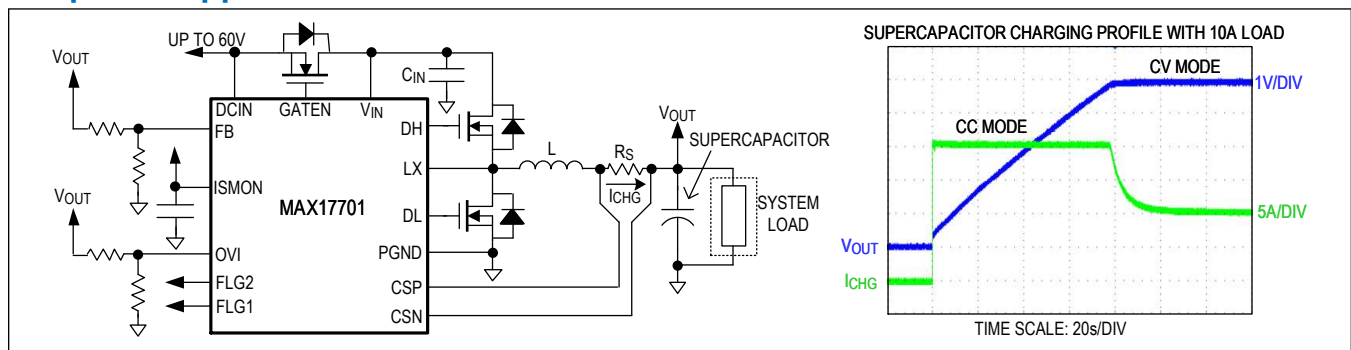 UP TO 60V
VOUT
CIN
DCIN
GATEN
VIN
FB
DH
ISMON
LX
L
RS
ICHG
VOUT
SUPERCAPACITOR
MAX17701
DL
SYSTEM
LOAD
VOUT
PGND
OVI
FLG2
FLG1
CSP
CSN
SUPERCAPACITOR CHARGING PROFILE WITH 10A LOAD
CV MODE
1V/DIV
CC MODE
5A/DIV
VOUT
ICHG
TIME SCALE: 20s/DIV